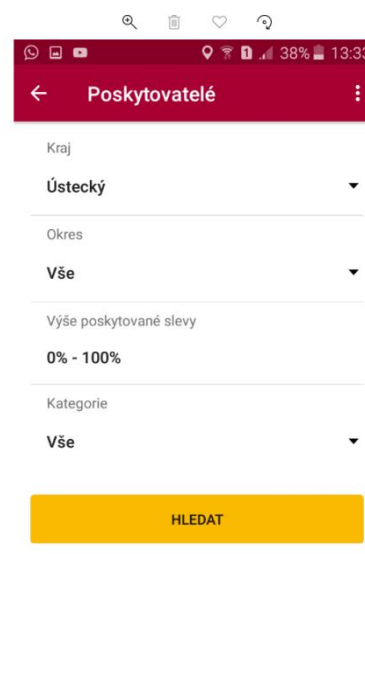 38% 13:33
Poskytovatelé
Kraj
Ústecký
Okres
Vše
Výše poskytované slevy
0% - 100%
Kategorie
Vše
HLEDAT